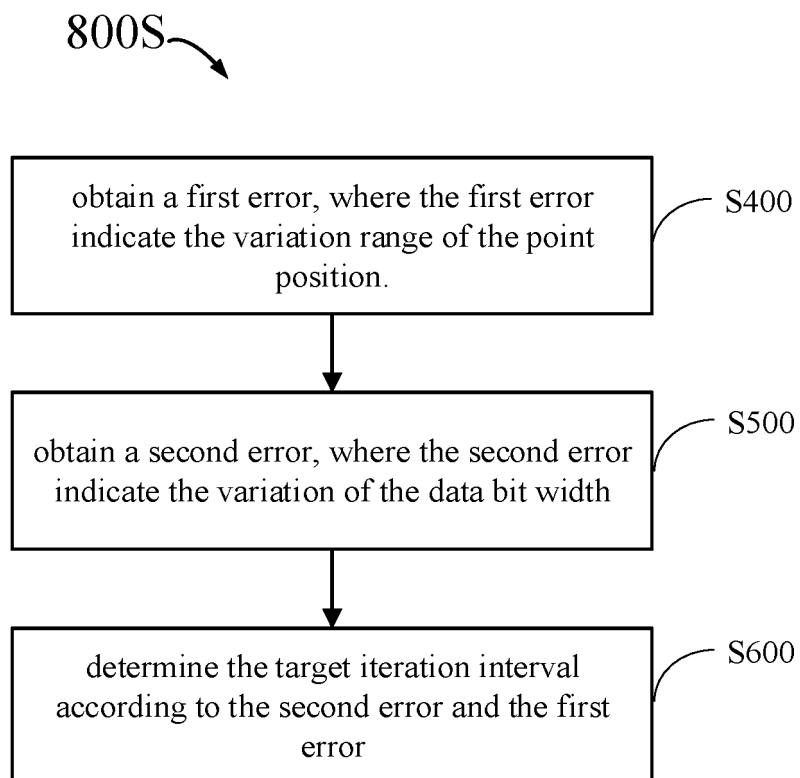 800S
obtain a first error, where the first error
indicate the variation range of the point
position.
S400
obtain a second error, where the second error
indicate the variation of the data bit width
S500
determine the target iteration interval
according to the second error and the first
error
S600